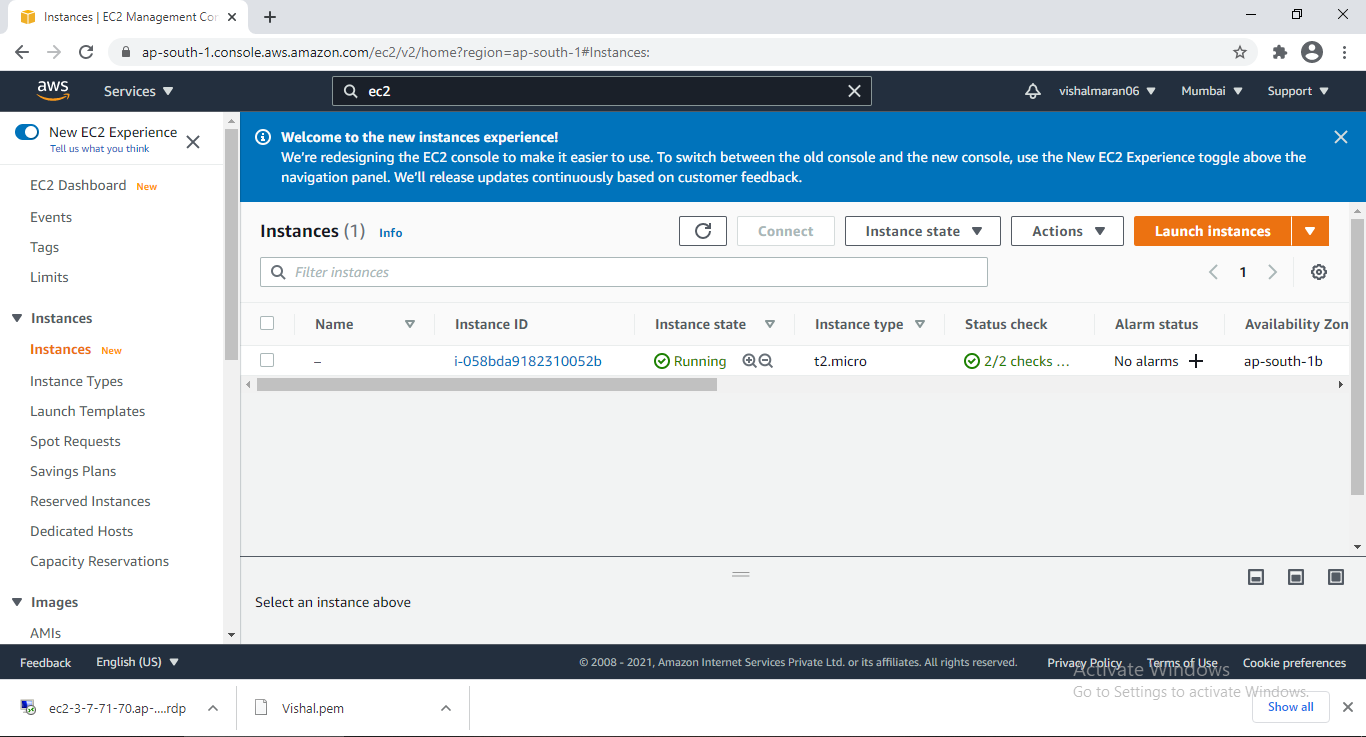 Instances | EC2 Management Con
ap-south-1.console.aws.amazon.com/ec2/v2/home?region=ap-south-1#Instances:
aws
Services
ec2
vishalmaran06
Mumbai
Support
New EC2 Experience
Tell us what you think
EC2 Dashboard New
Events
Tags
Limits
Instances
Instances New
Instance Types
Launch Templates
Spot Requests
Savings Plans
Reserved Instances
Dedicated Hosts
Capacity Reservations
Images
AMIs
Welcome to the new instances experience!
We're redesigning the EC2 console to make it easier to use. To switch between the old console and the new console, use the New EC2 Experience toggle above the
navigation panel. We'll release updates continuously based on customer feedback.
Instances (1) Info
Connect
Instance state
Actions
Launch instances
Filter instances
1
Name Instance ID Instance state Instance type Status check Alarm status Availability Zon
– i-058bda9182310052b Running t2.micro 2/2 checks ... No alarms + ap-south-1b
Select an instance above
Feedback English (US) © 2008 - 2021, Amazon Internet Services Private Ltd. or its affiliates. All rights reserved. Privacy Policy Terms of Use Cookie preferences
Activate Windows
Go to Settings to activate Windows.
ec2-3-7-71-70.ap-....rdp
Vishal.pem
Show all